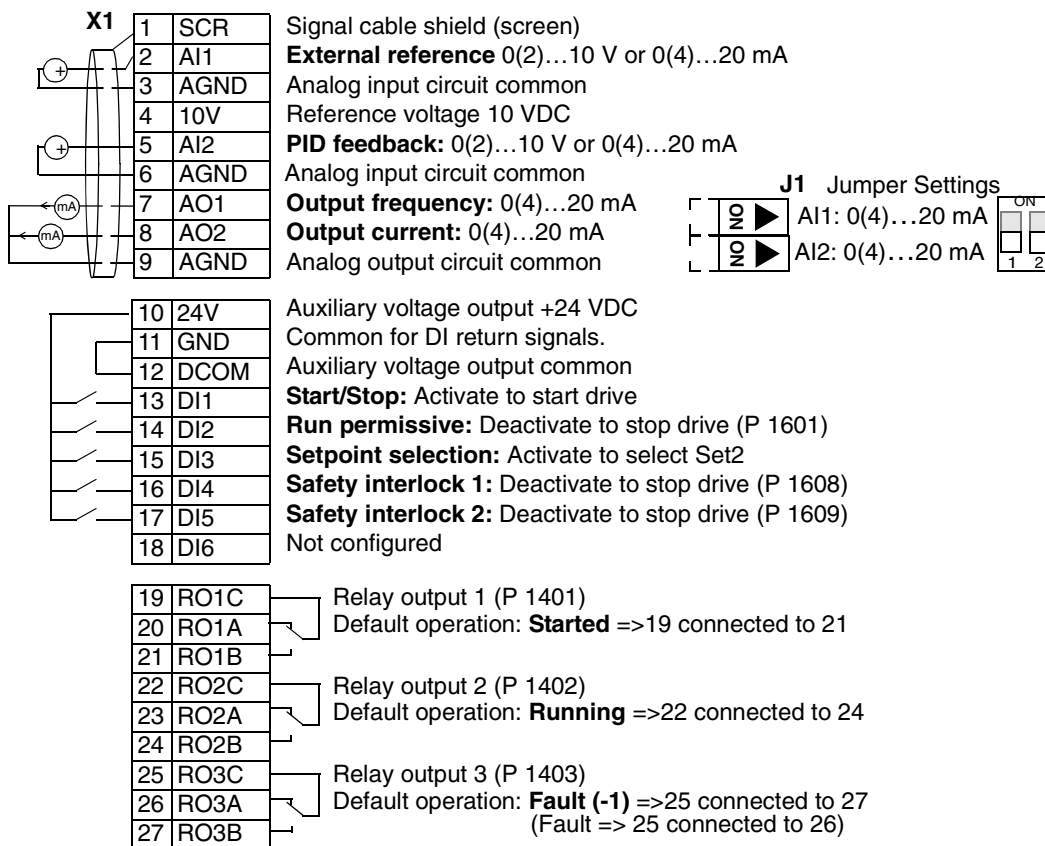 X1
1 SCR Signal cable shield (screen)
2 AI1 External reference 0(2)…10 V or 0(4)…20 mA
3 AGND Analog input circuit common
4 10V Reference voltage 10 VDC
5 AI2 PID feedback: 0(2)…10 V or 0(4)…20 mA
6 AGND Analog input circuit common
7 AO1 Output frequency: 0(4)…20 mA
8 AO2 Output current: 0(4)…20 mA
9 AGND Analog output circuit common
+
+
mA
mA
J1 Jumper Settings
ON AI1: 0(4)…20 mA
ON AI2: 0(4)…20 mA
ON
1 2
10 24V Auxiliary voltage output +24 VDC
11 GND Common for DI return signals.
12 DCOM Auxiliary voltage output common
13 DI1 Start/Stop: Activate to start drive
14 DI2 Run permissive: Deactivate to stop drive (P 1601)
15 DI3 Setpoint selection: Activate to select Set2
16 DI4 Safety interlock 1: Deactivate to stop drive (P 1608)
17 DI5 Safety interlock 2: Deactivate to stop drive (P 1609)
18 DI6 Not configured
19 RO1C Relay output 1 (P 1401)
20 RO1A Default operation: Started =>19 connected to 21
21 RO1B
22 RO2C Relay output 2 (P 1402)
23 RO2A Default operation: Running =>22 connected to 24
24 RO2B
25 RO3C Relay output 3 (P 1403)
26 RO3A Default operation: Fault (-1) =>25 connected to 27
27 RO3B (Fault => 25 connected to 26)